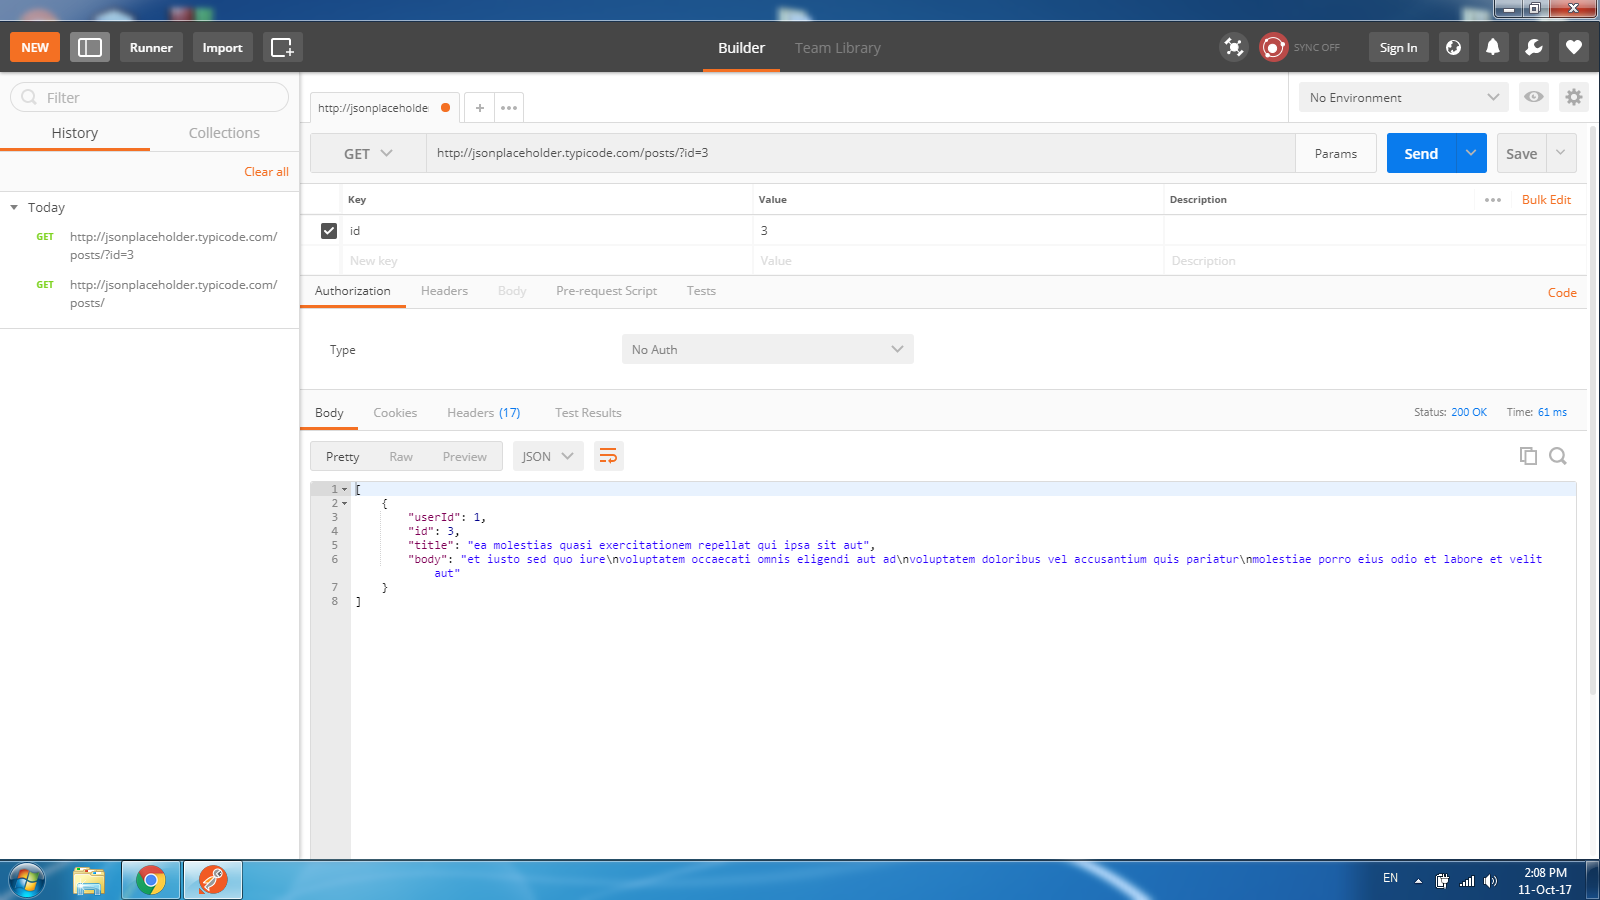 NEW
Runner
Import
Builder
Team Library
SYNC OFF
Sign In
Filter
History
Collections
Clear all
Today
GET http://jsonplaceholder.typicode.com/
posts/?id=3
GET http://jsonplaceholder.typicode.com/
posts/
http://jsonplaceholde
+
•••
No Environment
GET
http://jsonplaceholder.typicode.com/posts/?id=3
Params
Send
Save
Key Value Description ••• Bulk Edit
id 3
New key Value Description
Authorization Headers Body Pre-request Script Tests Code
Type No Auth
Body Cookies Headers (17) Test Results Status: 200 OK Time: 61 ms
Pretty Raw Preview JSON
1 [
2 {
3 "userId": 1,
4 "id": 3,
5 "title": "ea molestias quasi exercitationem repellat qui ipsa sit aut",
6 "body": "et iusto sed quo iure\nvoluptatem occaecati omnis eligendi aut ad\nvoluptatem doloribus vel accusantium quis pariatur\nmolestiae porro eius odio et labore et velit
aut"
7 }
8 ]
EN
2:08 PM
11-Oct-17